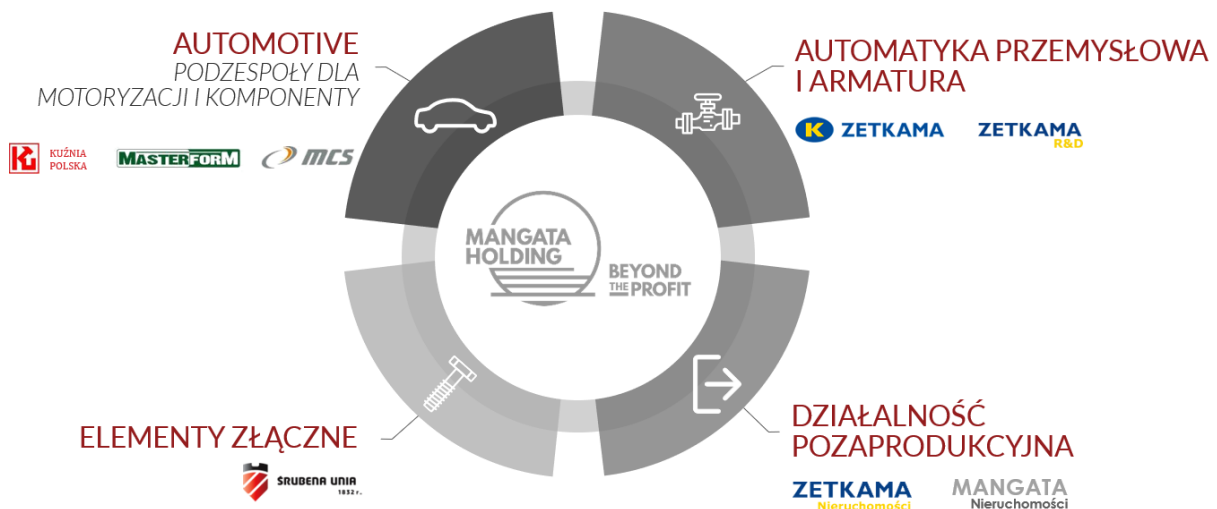 AUTOMOTIVE
PODZESPOŁY DLA
MOTORYZACJI I KOMPONENTY
KUŹNIA
POLSKA
MASTERFORM
MCS
AUTOMATYKA PRZEMYSŁOWA
I ARMATURA
K ZETKAMA
ZETKAMA
R&D
MANGATA
HOLDING
BEYOND
THE PROFIT
ELEMENTY ZŁĄCZNE
ŚRUBENA UNIA
1832 r.
DZIAŁALNOŚĆ
POZAPRODUKCYJNA
ZETKAMA
Nieruchomości
MANGATA
Nieruchomości